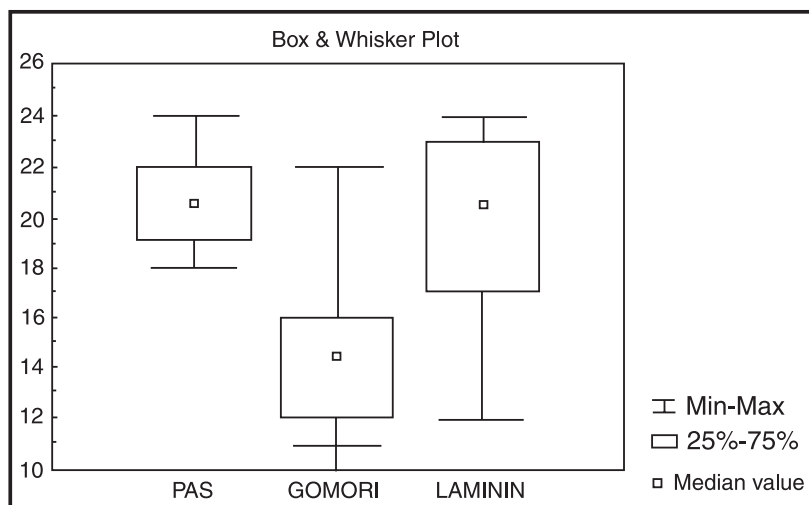 Box & Whisker Plot
26
24
22
20
18
16
14
12
10
PAS GOMORI LAMININ
Min-Max
25%-75%
Median value